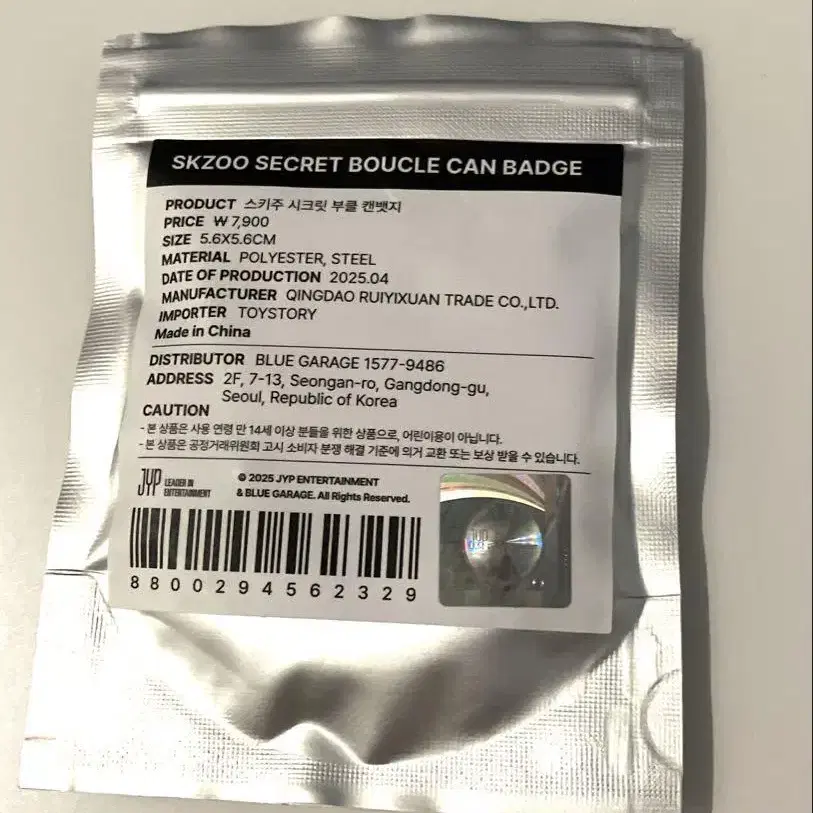 SKZOO SECRET BOUCLE CAN BADGE
PRODUCT 스키주 시크릿 부클 캔뱃지
PRICE ₩ 7,900
SIZE 5.6X5.6CM
MATERIAL POLYESTER, STEEL
DATE OF PRODUCTION 2025.04
MANUFACTURER QINGDAO RUIYIXUAN TRADE CO.,LTD.
IMPORTER TOYSTORY
Made in China
DISTRIBUTOR BLUE GARAGE 1577-9486
ADDRESS 2F, 7-13, Seongan-ro, Gangdong-gu,
Seoul, Republic of Korea
CAUTION
- 본 상품은 사용 연령 만 14세 이상 분들을 위한 상품으로, 어린이용이 아닙니다.
- 본 상품은 공정거래위원회 고시 소비자 분쟁 해결 기준에 의거 교환 또는 보상 받을 수 있습니다.
JYP LEADER IN
ENTERTAINMENT
© 2025 JYP ENTERTAINMENT
& BLUE GARAGE. All Rights Reserved.
8800294562329